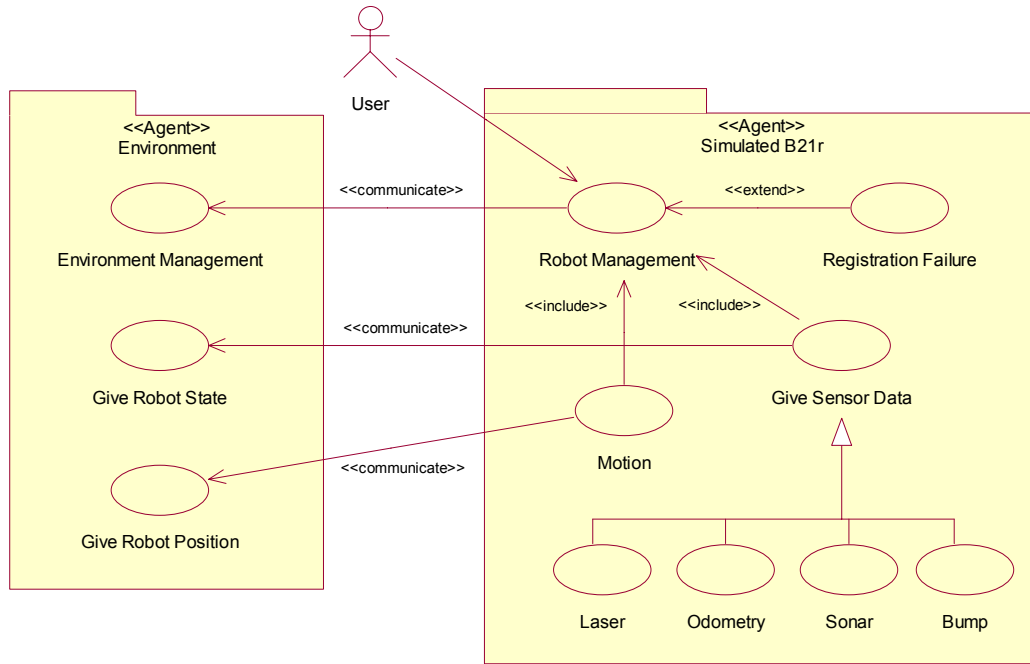 User
<<Agent>>
Environment
<<Agent>>
Simulated B21r
<<communicate>>
<<extend>>
Environment Management
Robot Management
Registration Failure
<<include>>
<<include>>
<<communicate>>
Give Robot State
Give Sensor Data
<<communicate>>
Motion
Give Robot Position
Laser
Odometry
Sonar
Bump